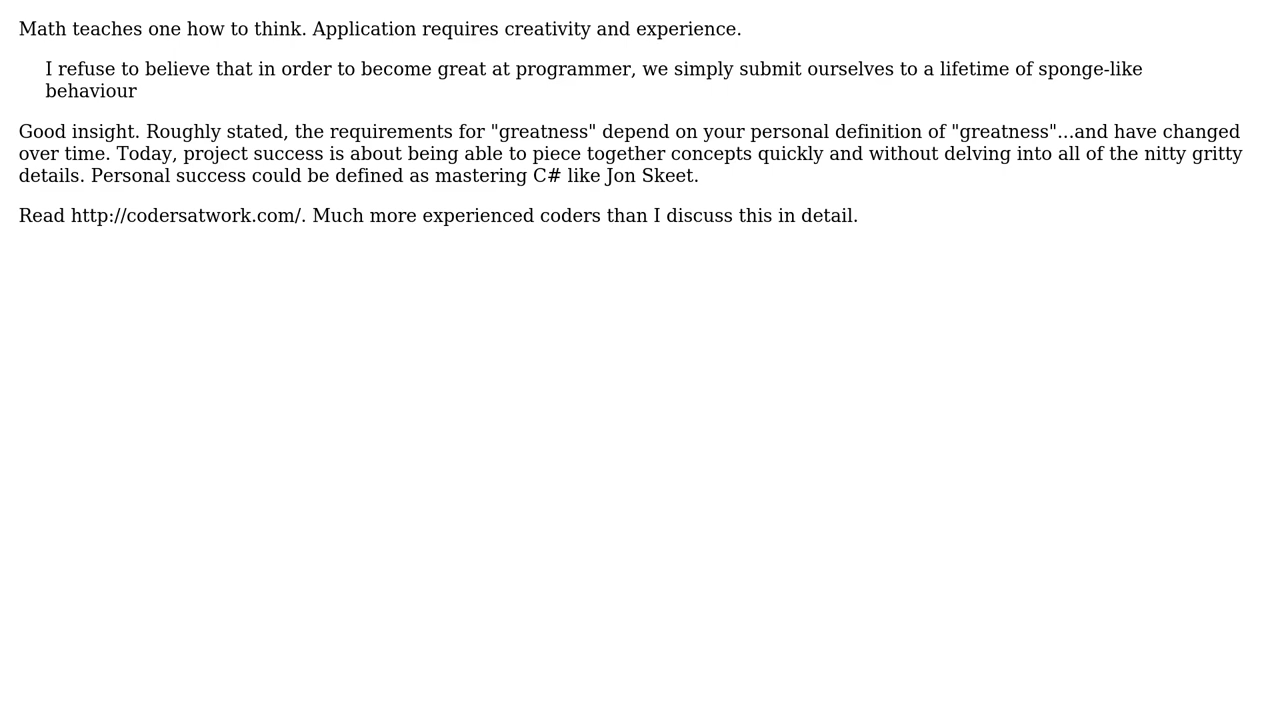 Math teaches one how to think. Application requires creativity and experience.
I refuse to believe that in order to become great at programmer, we simply submit ourselves to a lifetime of sponge-like
behaviour
Good insight. Roughly stated, the requirements for "greatness" depend on your personal definition of "greatness"...and have changed
over time. Today, project success is about being able to piece together concepts quickly and without delving into all of the nitty gritty
details. Personal success could be defined as mastering C# like Jon Skeet.
Read http://codersatwork.com/. Much more experienced coders than I discuss this in detail.